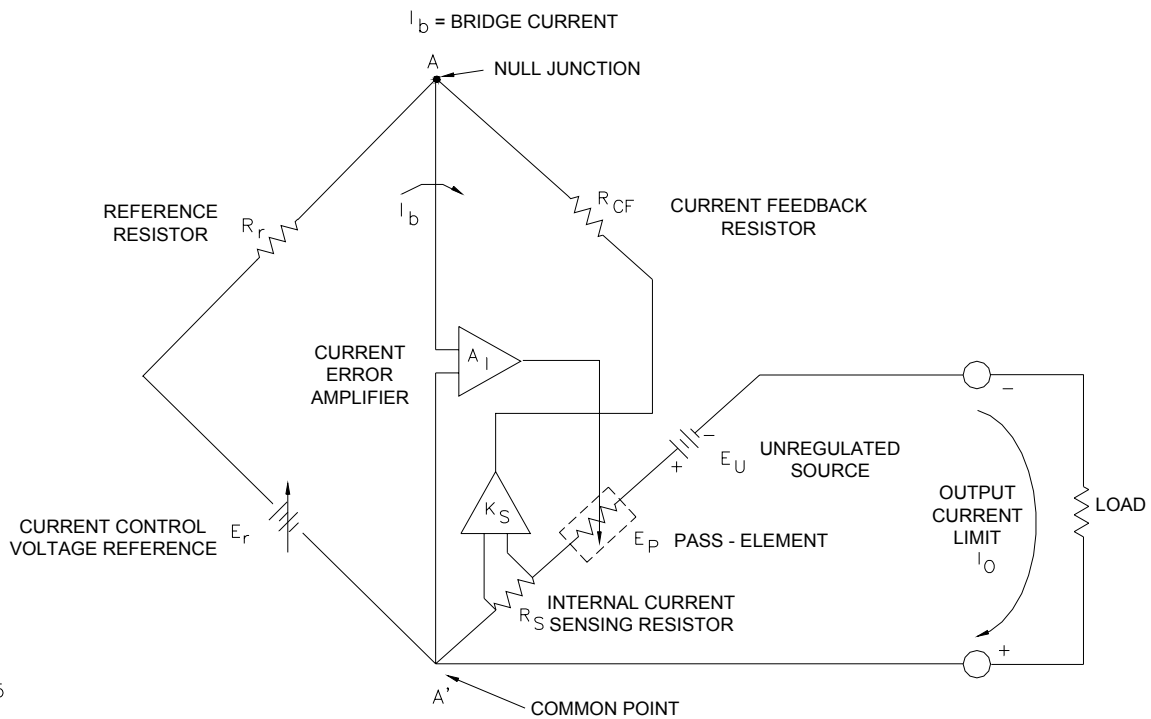 I b = BRIDGE CURRENT
A
NULL JUNCTION
REFERENCE
RESISTOR
R r
I b
R CF
CURRENT FEEDBACK
RESISTOR
CURRENT
ERROR
AMPLIFIER
A I
K S
CURRENT CONTROL
VOLTAGE REFERENCE
E r
+
-
E U
UNREGULATED
SOURCE
E P
PASS - ELEMENT
R S
INTERNAL CURRENT
SENSING RESISTOR
-
OUTPUT
CURRENT
LIMIT
I O
LOAD
+
A'
COMMON POINT